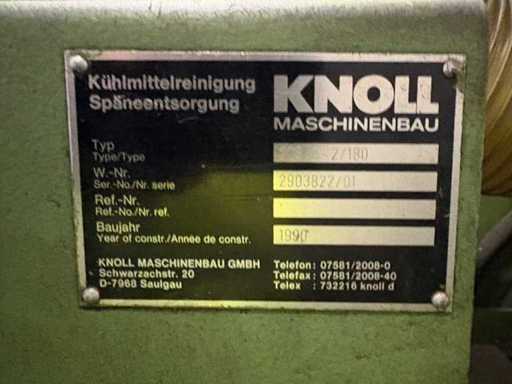 Kühlmittelreinigung
Späneentsorgung
KNOLL
MASCHINENBAU
Typ
Type/Type
2/180
W.-Nr.
Ser.-No./Nr. serie
2903822/01
Ref.-Nr.
Ref.-No./Nr. ref.
Baujahr
Year of constr./Année de constr.
1990
KNOLL MASCHINENBAU GMBH
Schwarzachstr. 20
D-7968 Saulgau
Telefon : 07581/2008-0
Telefax : 07581/2008-40
Telex : 732216 knoll d